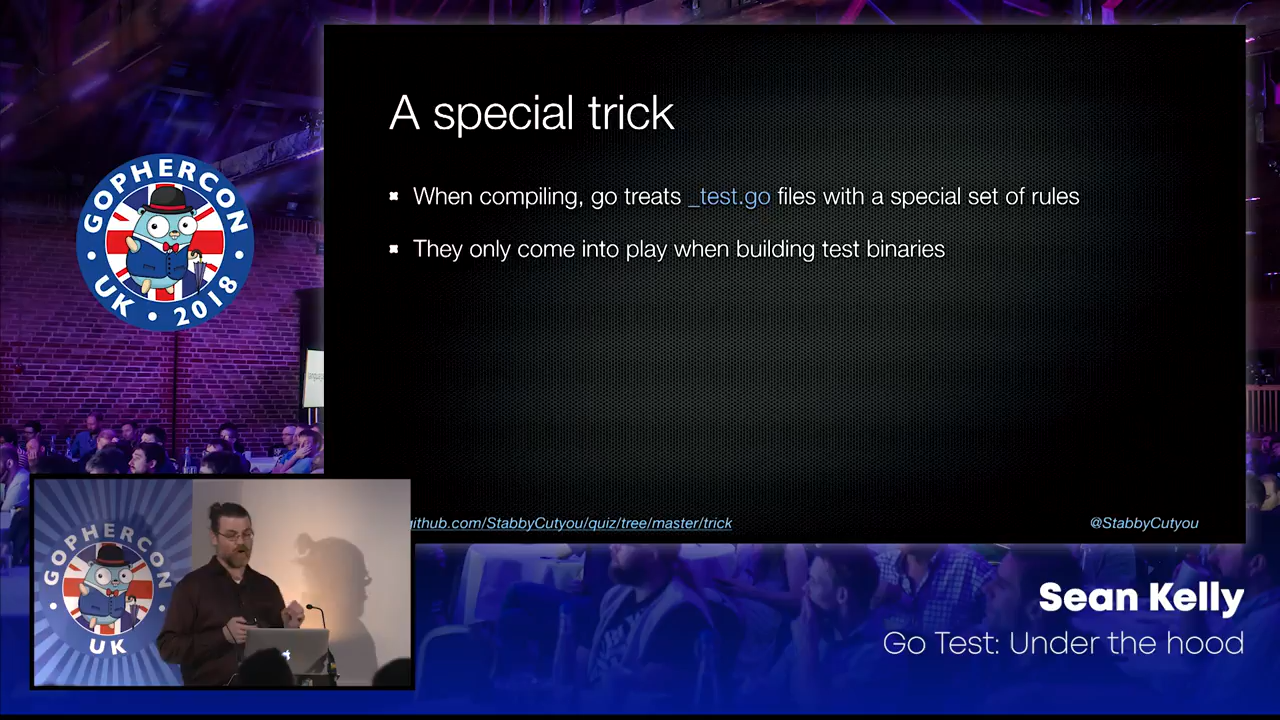 A special trick
When compiling, go treats _test.go files with a special set of rules
They only come into play when building test binaries
github.com/StabbyCutyou/quiz/tree/master/trick
@StabbyCutyou
GOPHERCON
UK • 2018
GOPHERCON
UK
Sean Kelly
Go Test: Under the hood